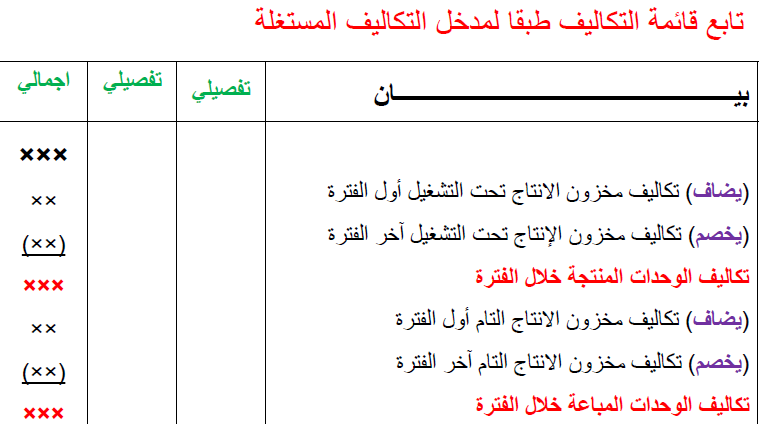 تابع قائمة التكاليف طبقا لمدخل التكاليف المستغلة
بيـــــــــــــــــــــــــــــــــــــــــان تفصيلي تفصيلي اجمالي
×××
(يضاف) تكاليف مخزون الانتاج تحت التشغيل أول الفترة ××
(يخصم) تكاليف مخزون الإنتاج تحت التشغيل آخر الفترة (××)
تكاليف الوحدات المنتجة خلال الفترة ×××
(يضاف) تكاليف مخزون الانتاج التام أول الفترة ××
(يخصم) تكاليف مخزون الانتاج التام آخر الفترة (××)
تكاليف الوحدات المباعة خلال الفترة ×××